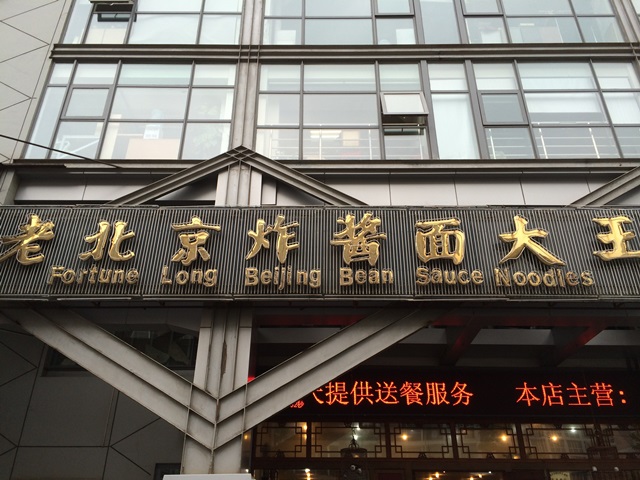 老北京炸酱面大王
Fortune Long Beijing Bean Sauce Noodles
提供送餐服务 本店主营: